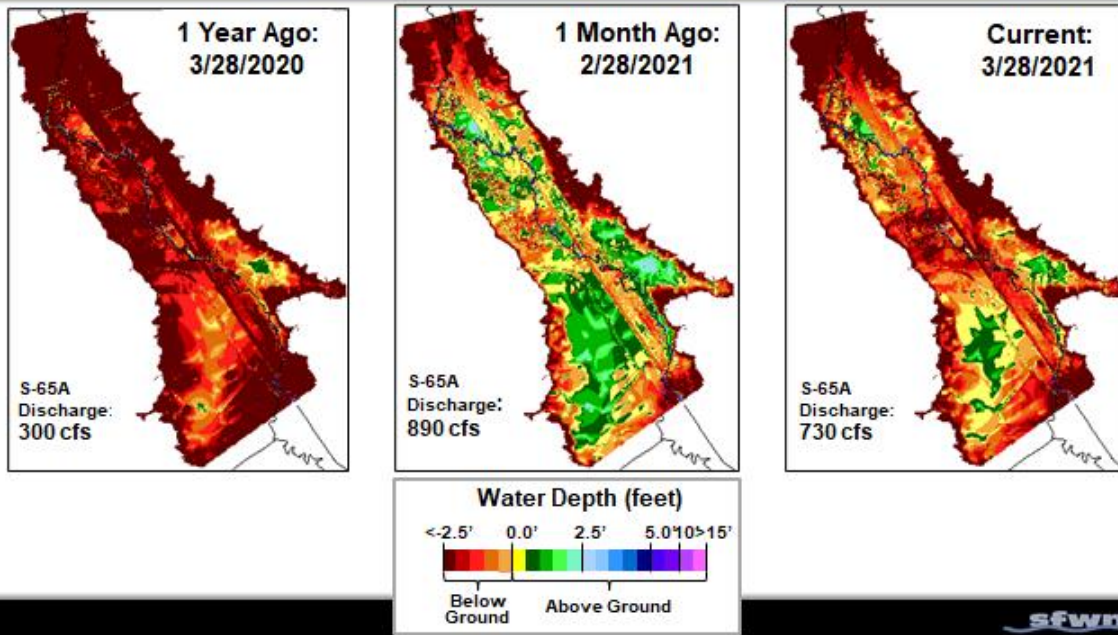 1 Year Ago:
3/28/2020
S-65A
Discharge:
300 cfs
1 Month Ago:
2/28/2021
S-65A
Discharge:
890 cfs
Current:
3/28/2021
S-65A
Discharge:
730 cfs
Water Depth (feet)
<-2.5' 0.0' 2.5' 5.0'10>15'
Below
Ground
Above Ground